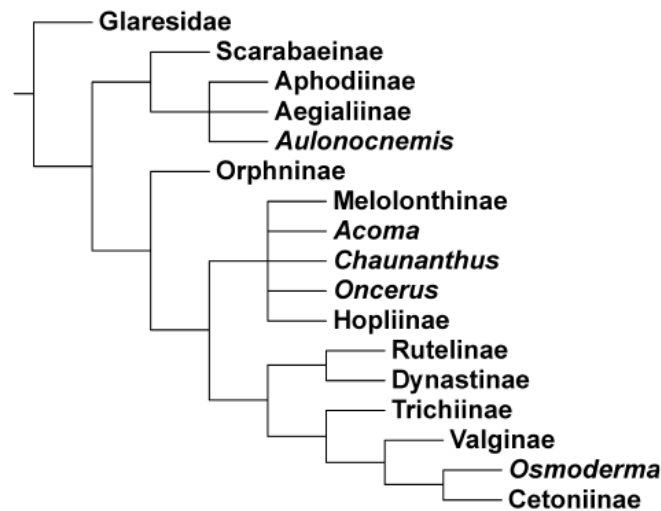 Glaresidae
Scarabaeinae
Aphodiinae
Aegialiinae
Aulonocnemis
Orphninae
Melolonthinae
Acoma
Chaunanthus
Oncerus
Hopliinae
Rutelinae
Dynastinae
Trichiinae
Valginae
Osmoderma
Cetoniinae